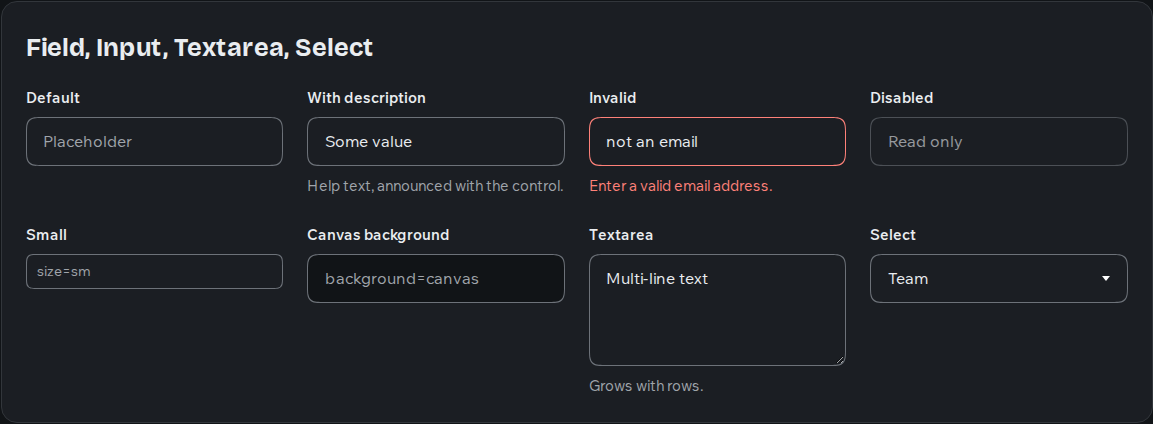 Field, Input, Textarea, Select
Default
With description
Invalid
Disabled
Placeholder
Some value
not an email
Read only
Help text, announced with the control.
Enter a valid email address.
Small
Canvas background
Textarea
Select
size=sm
background=canvas
Multi-line text
Team
Grows with rows.